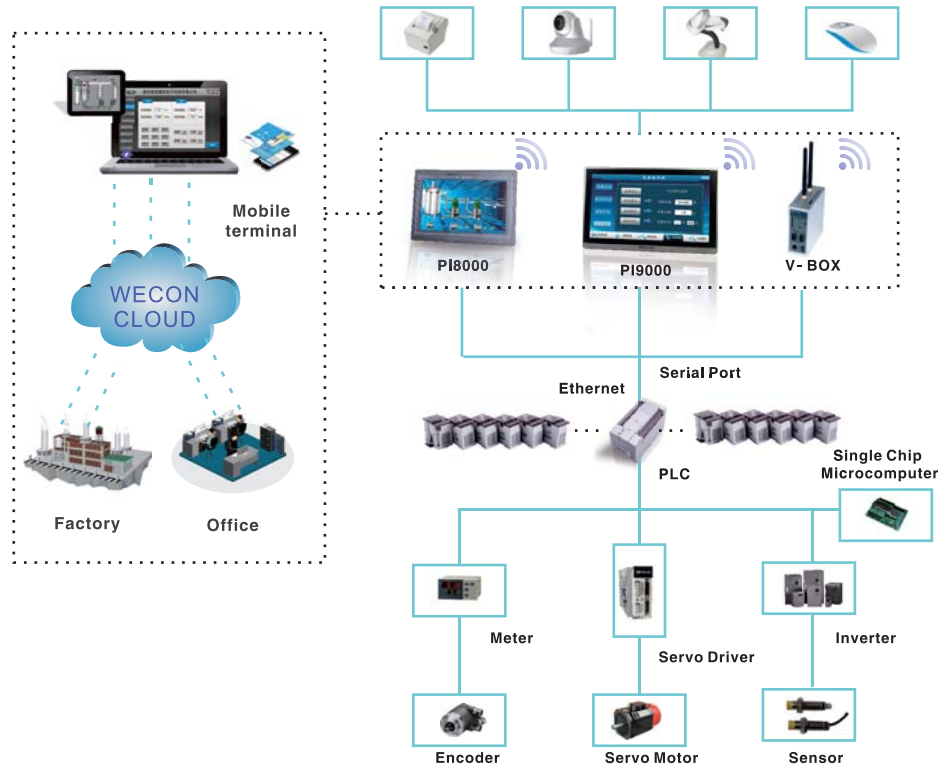 Mobile
terminal
WECON
CLOUD
Factory
Office
PI8000
PI9000
V- BOX
Serial Port
Ethernet
PLC
Single Chip
Microcomputer
Meter
Servo Driver
Inverter
Encoder
Servo Motor
Sensor